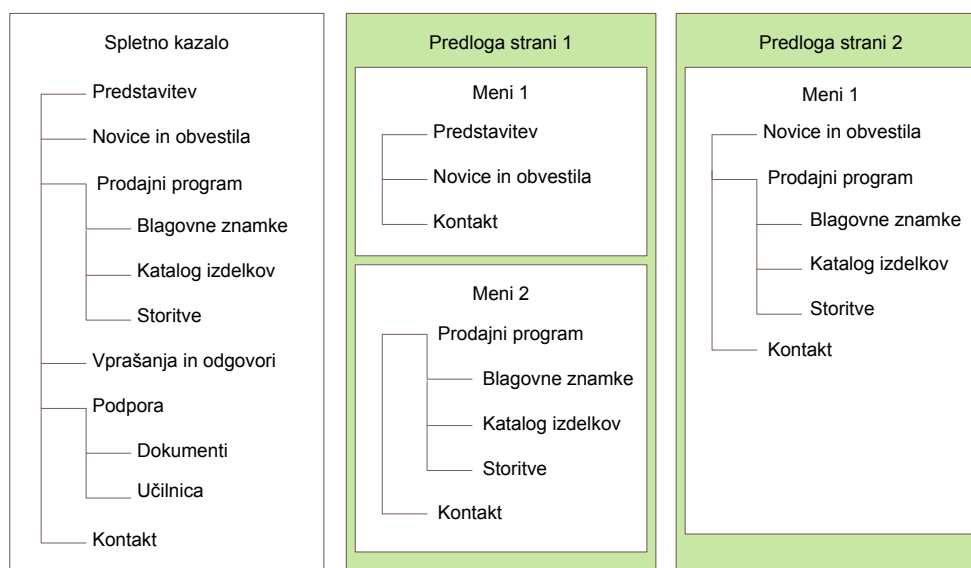 Spletno kazalo
Predstavitev
Novice in obvestila
Prodajni program
Blagovne znamke
Katalog izdelkov
Storitve
Vprašanja in odgovori
Podpora
Dokumenti
Učilnica
Kontakt
Predloga strani 1
Meni 1
Predstavitev
Novice in obvestila
Kontakt
Meni 2
Prodajni program
Blagovne znamke
Katalog izdelkov
Storitve
Kontakt
Predloga strani 2
Meni 1
Novice in obvestila
Prodajni program
Blagovne znamke
Katalog izdelkov
Storitve
Kontakt